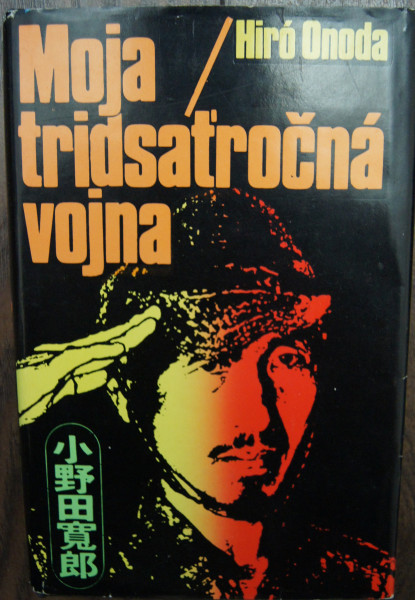 Moja
tridsaťročná
vojna
Hiró Onoda
小野田寛郎